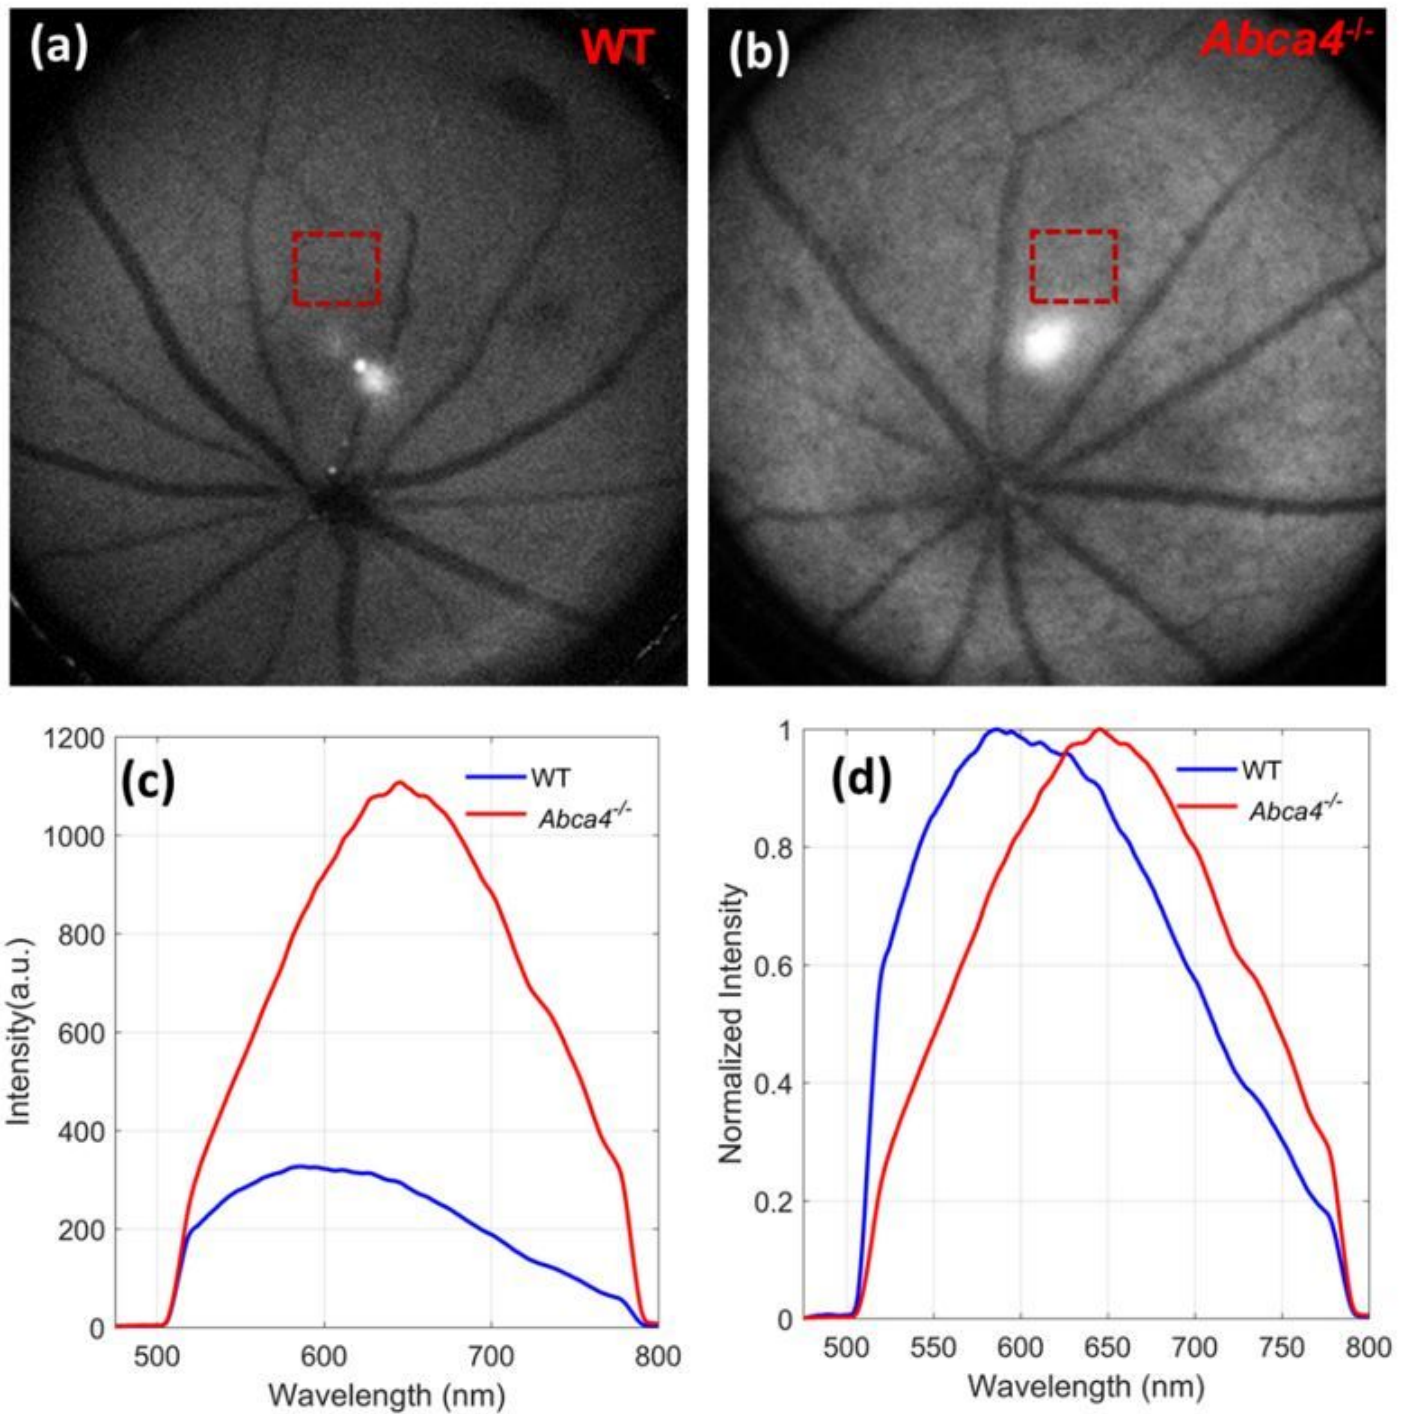 (a) WT
(b) Abca4-/-
(c)
1200
1000
800
600
400
200
0
Intensity(a.u.)
WT
Abca4-/-
500 600 700 800
Wavelength (nm)
(d)
1
0.8
0.6
0.4
0.2
0
Normalized Intensity
WT
Abca4-/-
500 550 600 650 700 750 800
Wavelength (nm)